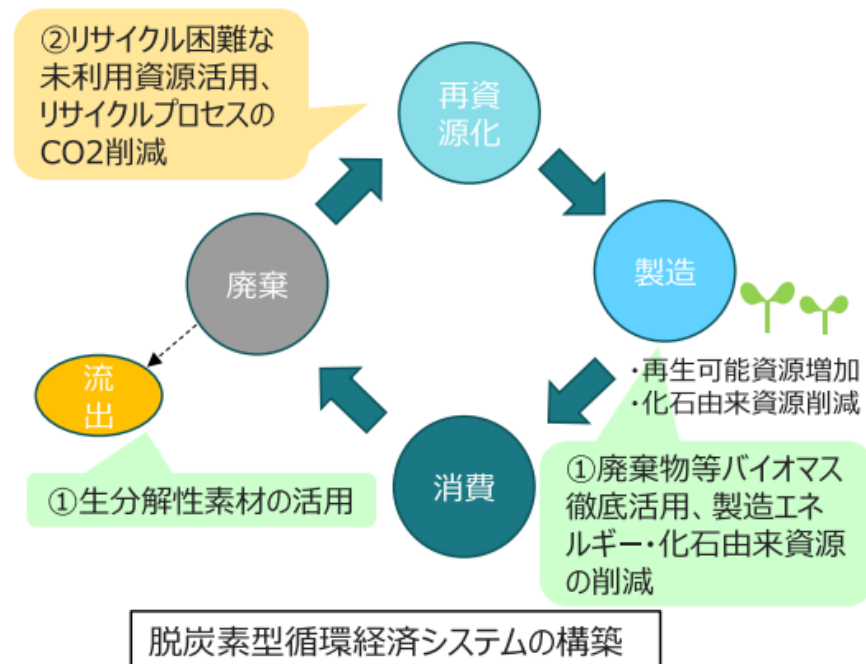 ②リサイクル困難な
未利用資源活用、
リサイクルプロセスの
CO2削減
再資
源化
製造
廃棄
・再生可能資源増加
・化石由来資源削減
流
出
消費
①生分解性素材の活用
①廃棄物等バイオマス
徹底活用、製造エネ
ルギー・化石由来資源
の削減
脱炭素型循環経済システムの構築